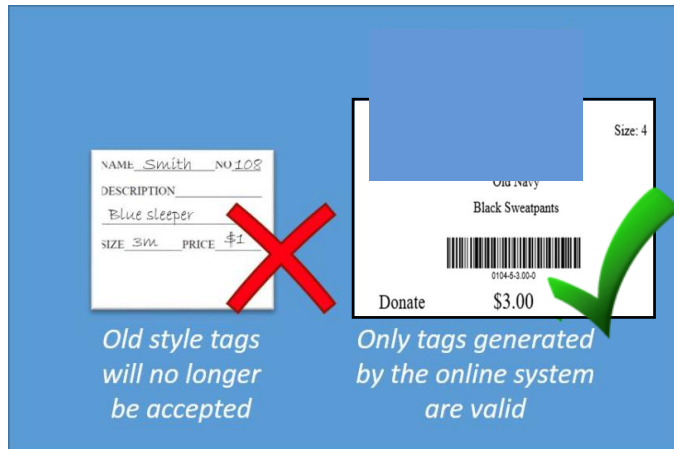 NAME Smith NO 108
DESCRIPTION
Blue sleeper
SIZE 3M PRICE $1
Old style tags
will no longer
be accepted
Size: 4
Old Navy
Black Sweatpants
0104-5-3.00-0
Donate $3.00
Only tags generated
by the online system
are valid